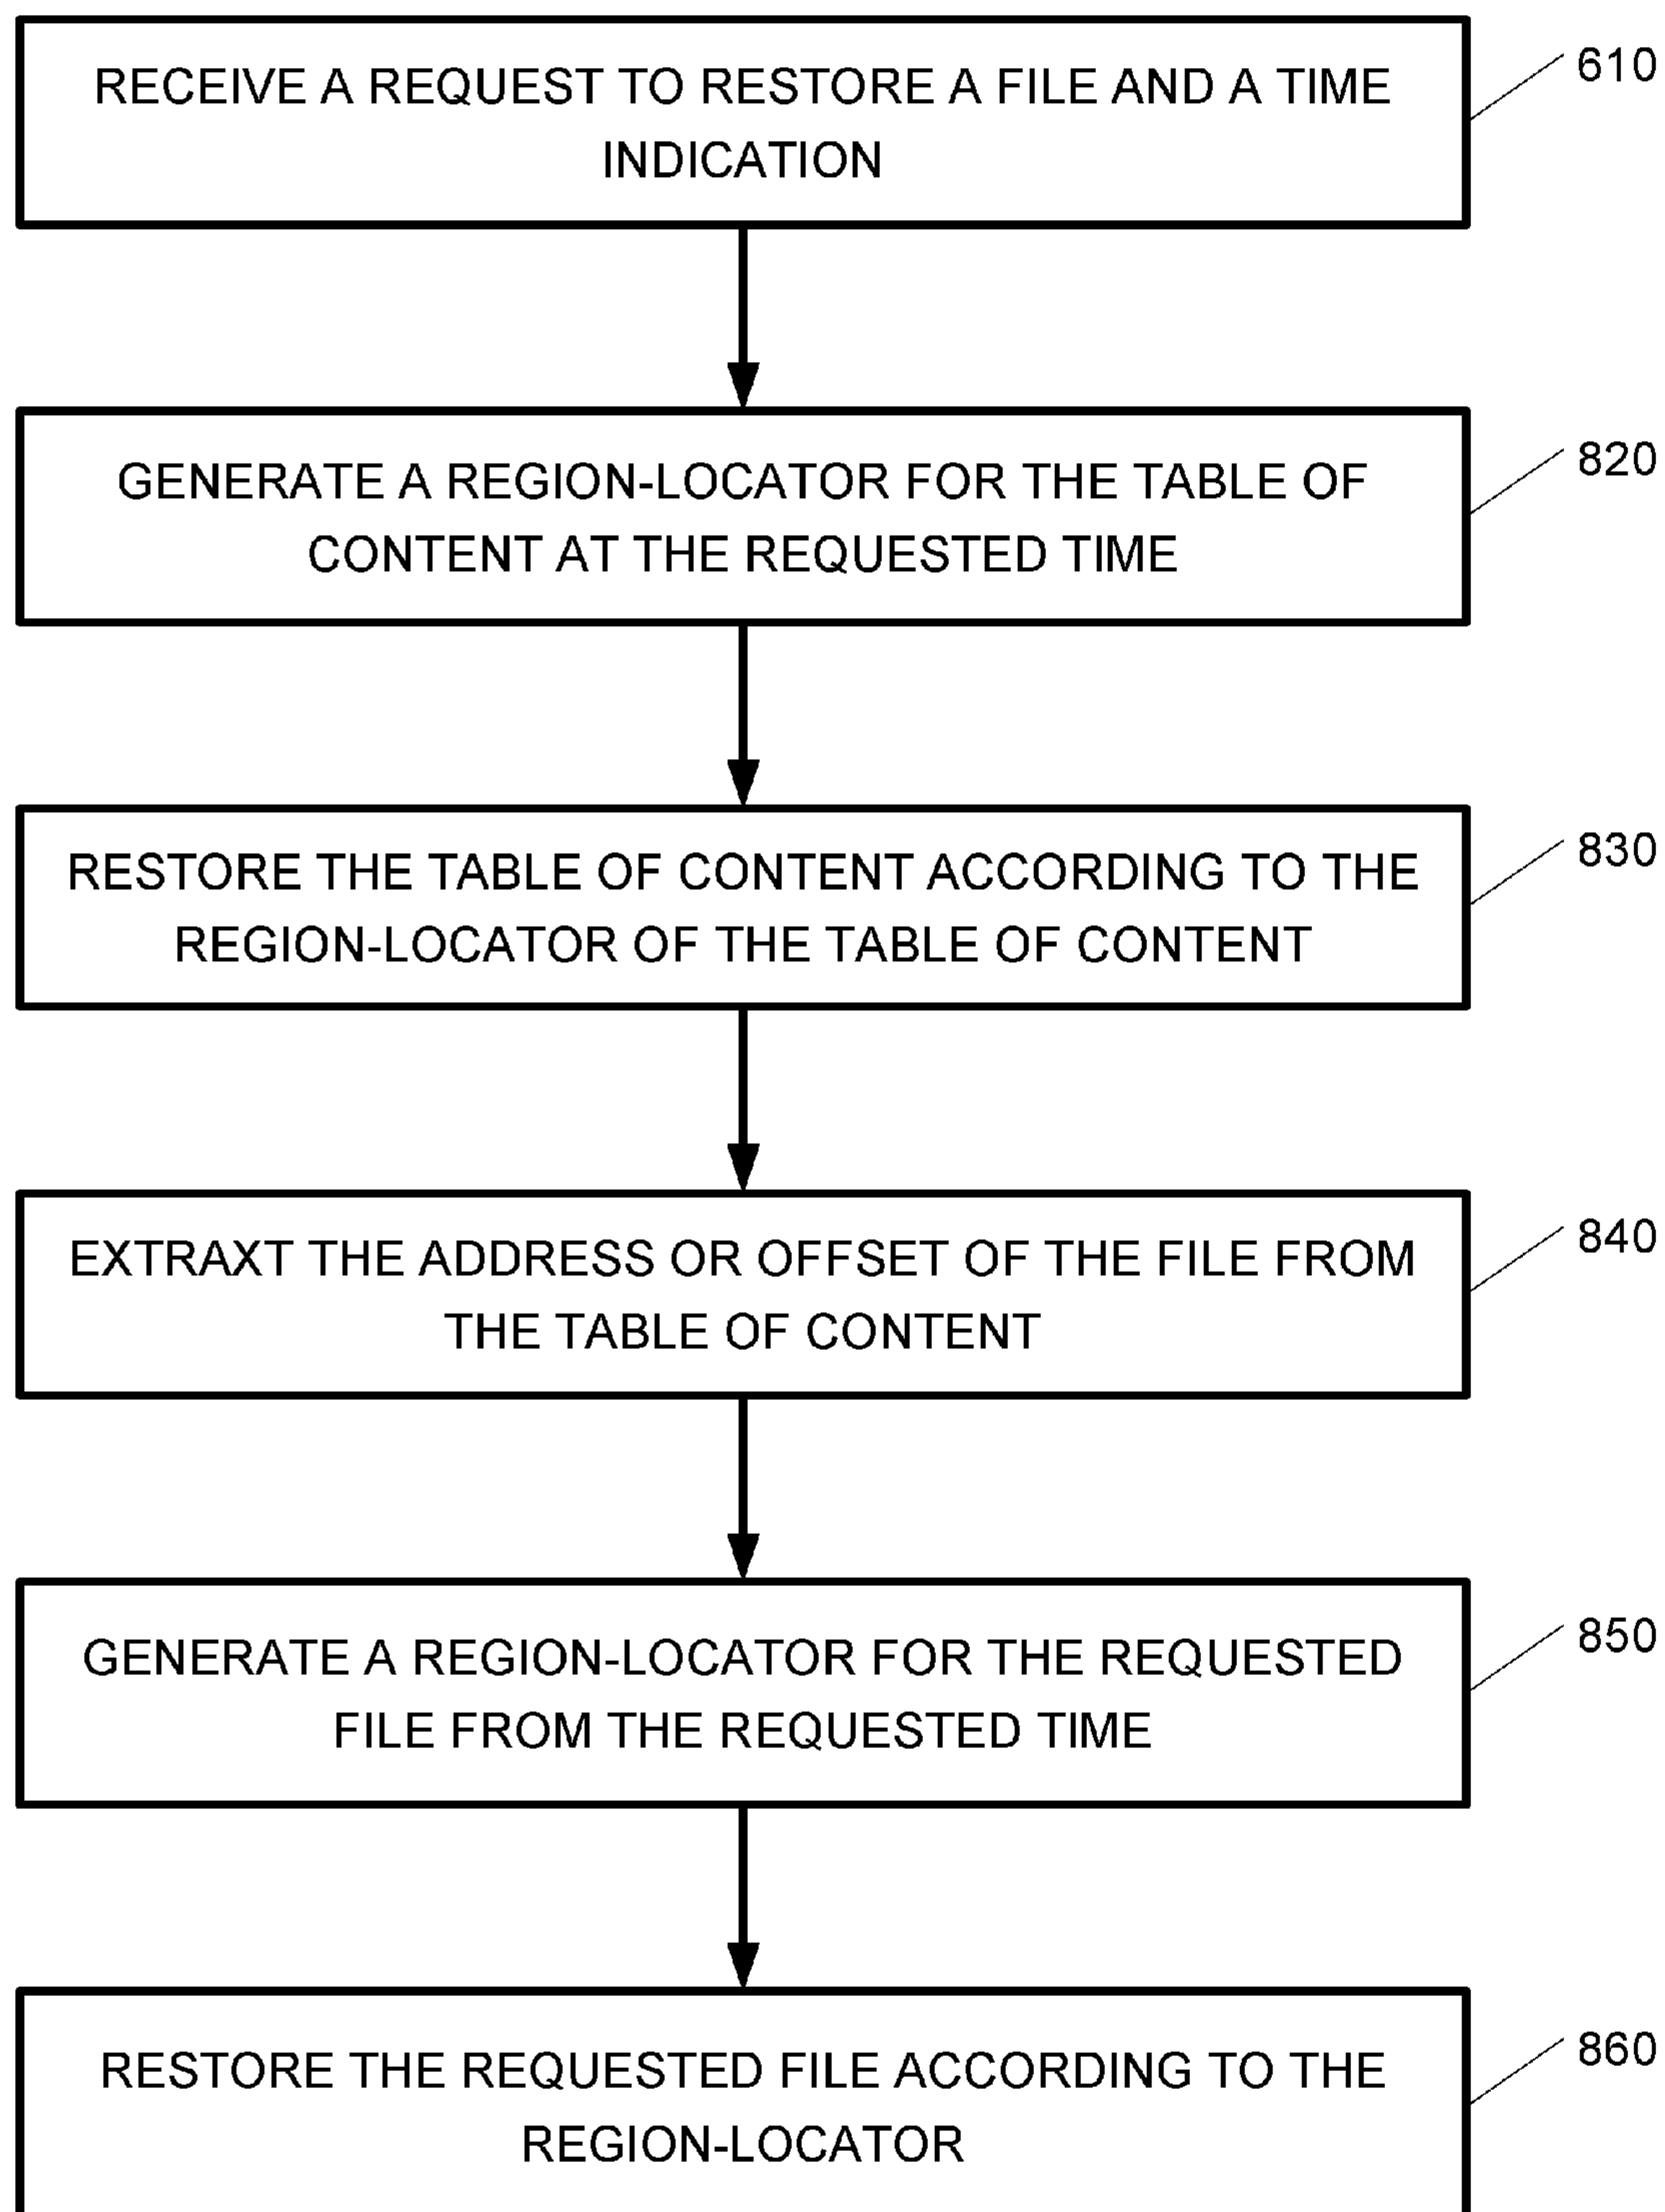 RECEIVE A REQUEST TO RESTORE A FILE AND A TIME
INDICATION
610
GENERATE A REGION-LOCATOR FOR THE TABLE OF
CONTENT AT THE REQUESTED TIME
820
RESTORE THE TABLE OF CONTENT ACCORDING TO THE
REGION-LOCATOR OF THE TABLE OF CONTENT
830
EXTRAXT THE ADDRESS OR OFFSET OF THE FILE FROM
THE TABLE OF CONTENT
840
GENERATE A REGION-LOCATOR FOR THE REQUESTED
FILE FROM THE REQUESTED TIME
850
RESTORE THE REQUESTED FILE ACCORDING TO THE
REGION-LOCATOR
860